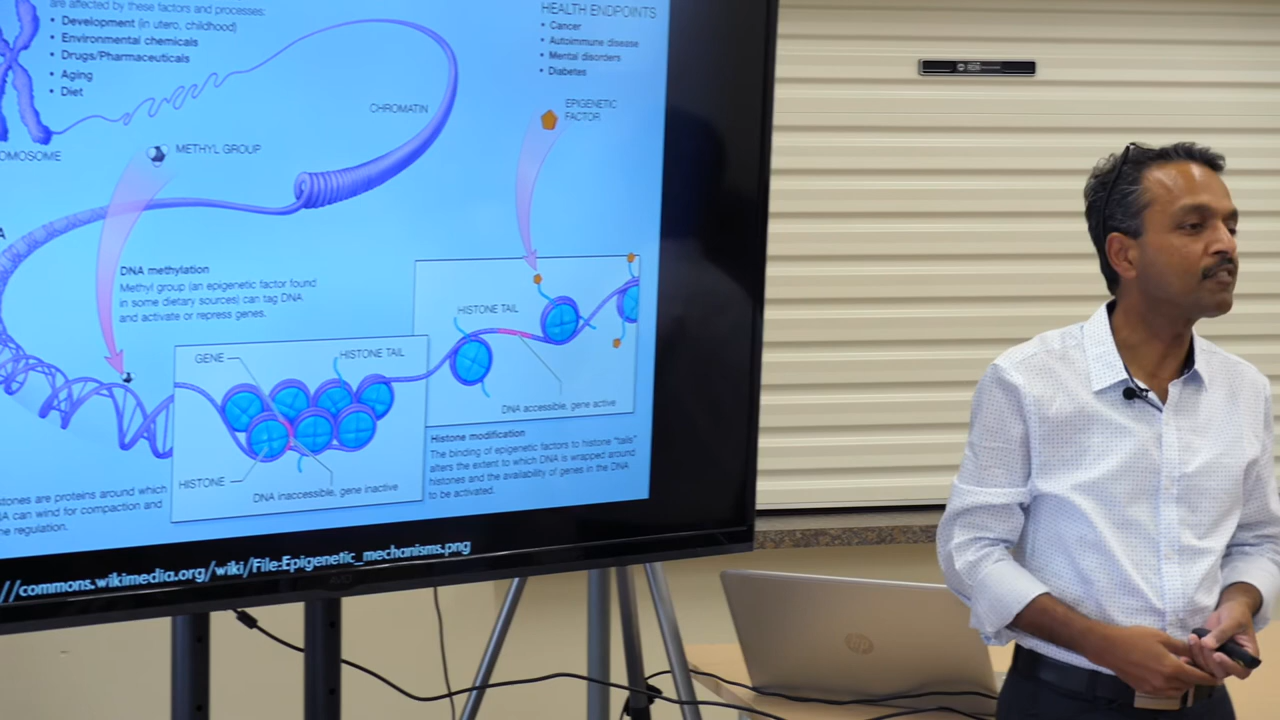 are affected by these factors and processes:
• Development (in utero, childhood)
• Environmental chemicals
• Drugs/Pharmaceuticals
• Aging
• Diet
HEALTH ENDPOINTS
• Cancer
• Autoimmune disease
• Mental disorders
• Diabetes
EPIGENETIC
FACTOR
CHROMATIN
METHYL GROUP
OMOSOME
A
DNA methylation
Methyl group (an epigenetic factor found
in some dietary sources) can tag DNA
and activate or repress genes.
HISTONE TAIL
DNA accessible, gene active
GENE
HISTONE TAIL
HISTONE
DNA inaccessible, gene inactive
Histone modification
The binding of epigenetic factors to histone "tails"
alters the extent to which DNA is wrapped around
histones and the availability of genes in the DNA
to be activated.
stones are proteins around which
A can wind for compaction and
ne regulation.
//commons.wikimedia.org/wiki/File:Epigenetic_mechanisms.png
hp